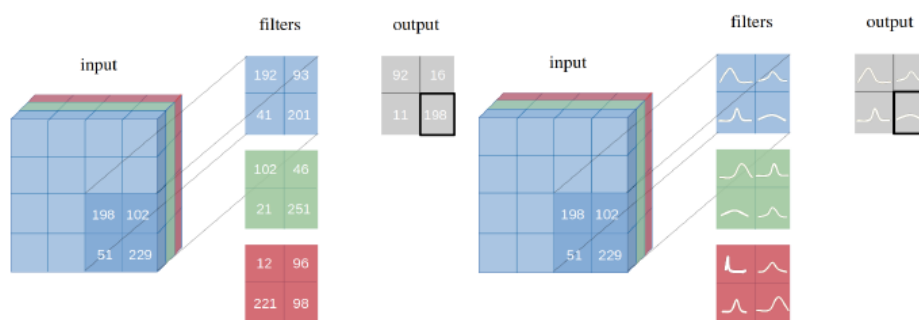 filters
output
input
192 93
41 201
92 16
11 198
198 102
51 229
102 46
21 251
12 96
221 98
filters
output
input
198 102
51 229